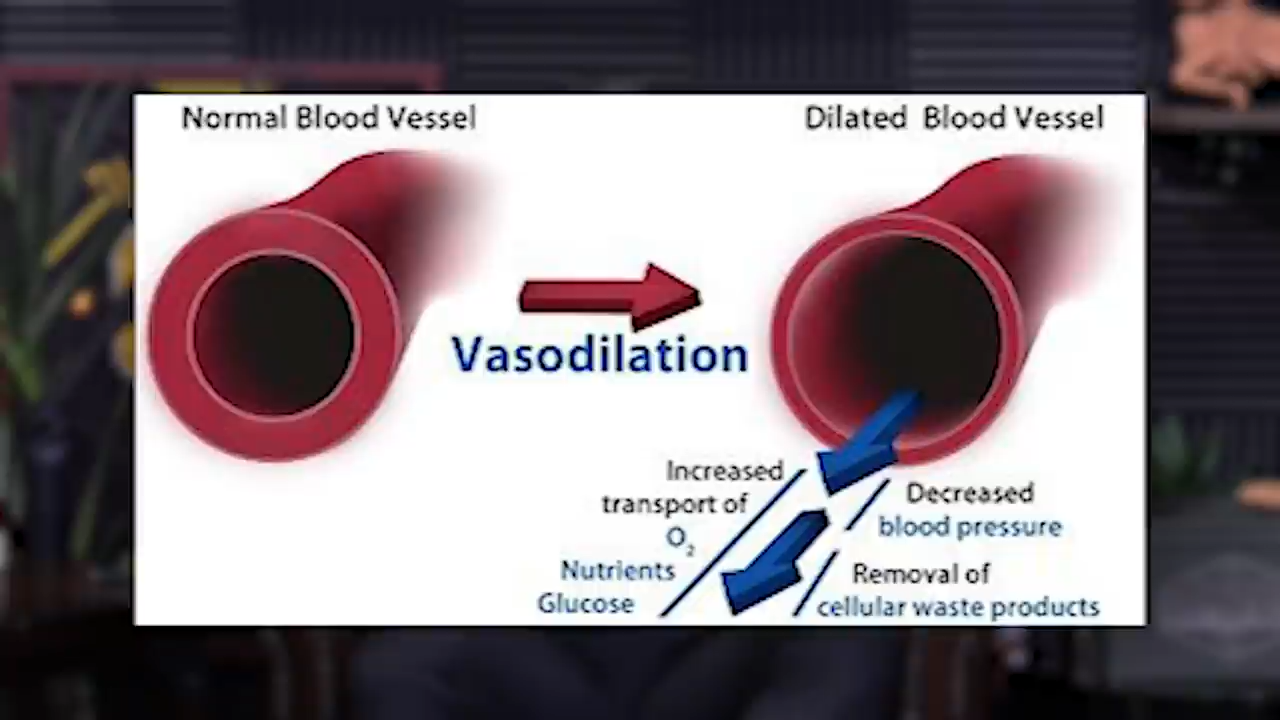 Normal Blood Vessel
Dilated Blood Vessel
Vasodilation
Increased
transport of
O₂
Nutrients
Glucose
Decreased
blood pressure
Removal of
cellular waste products